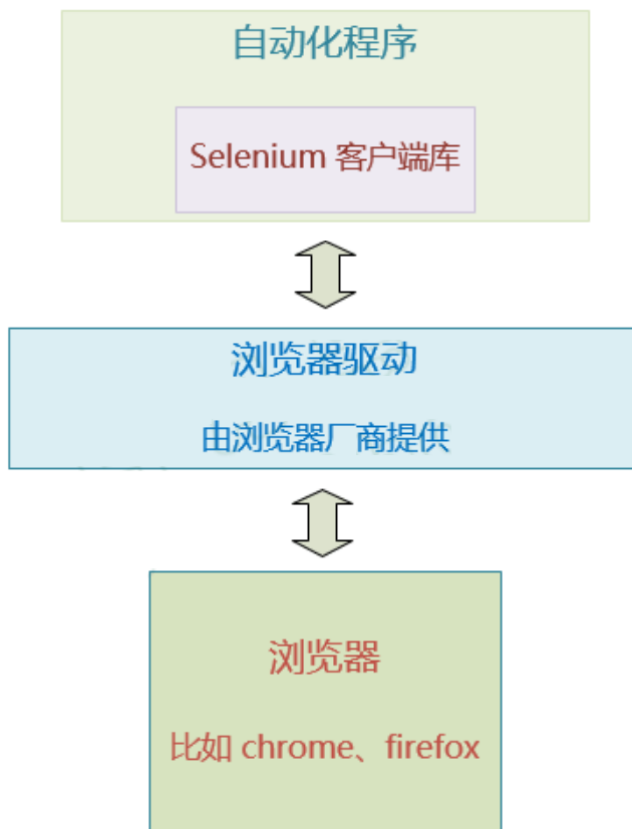 自动化程序
Selenium 客户端库
浏览器驱动
由浏览器厂商提供
浏览器
比如 chrome、firefox